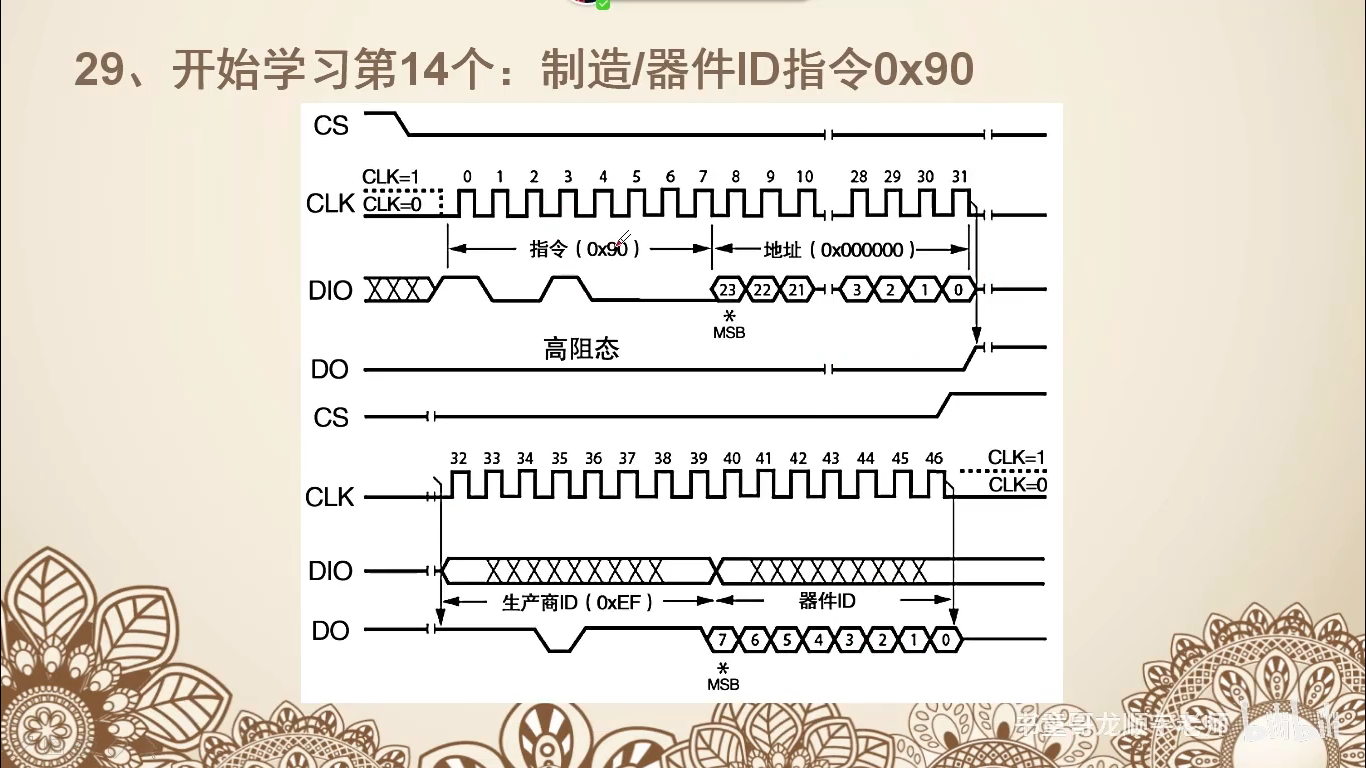 29、开始学习第14个：制造/器件ID指令0x90
CS
CLK=1
0 1 2 3 4 5 6 7 8 9 10 28 29 30 31
CLK
CLK=0
指令（0x90） 地址（0x000000）
DIO
23 22 21 3 2 1 0
*
MSB
高阻态
DO
CS
32 33 34 35 36 37 38 39 40 41 42 43 44 45 46
CLK=1
CLK
CLK=0
DIO
生产商ID（0xEF） 器件ID
DO
7 6 5 4 3 2 1 0
*
MSB
bilibili